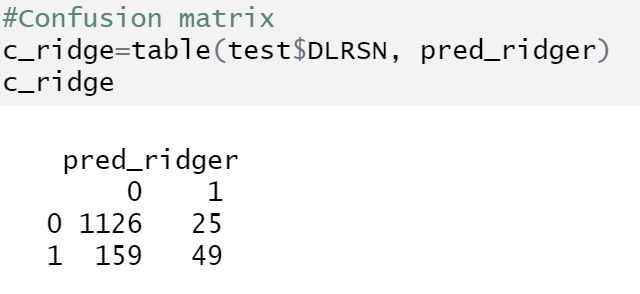 #Confusion matrix
c_ridge=table(test$DLRSN, pred_ridger)
c_ridge
pred_ridger
0 1
0 1126 25
1 159 49